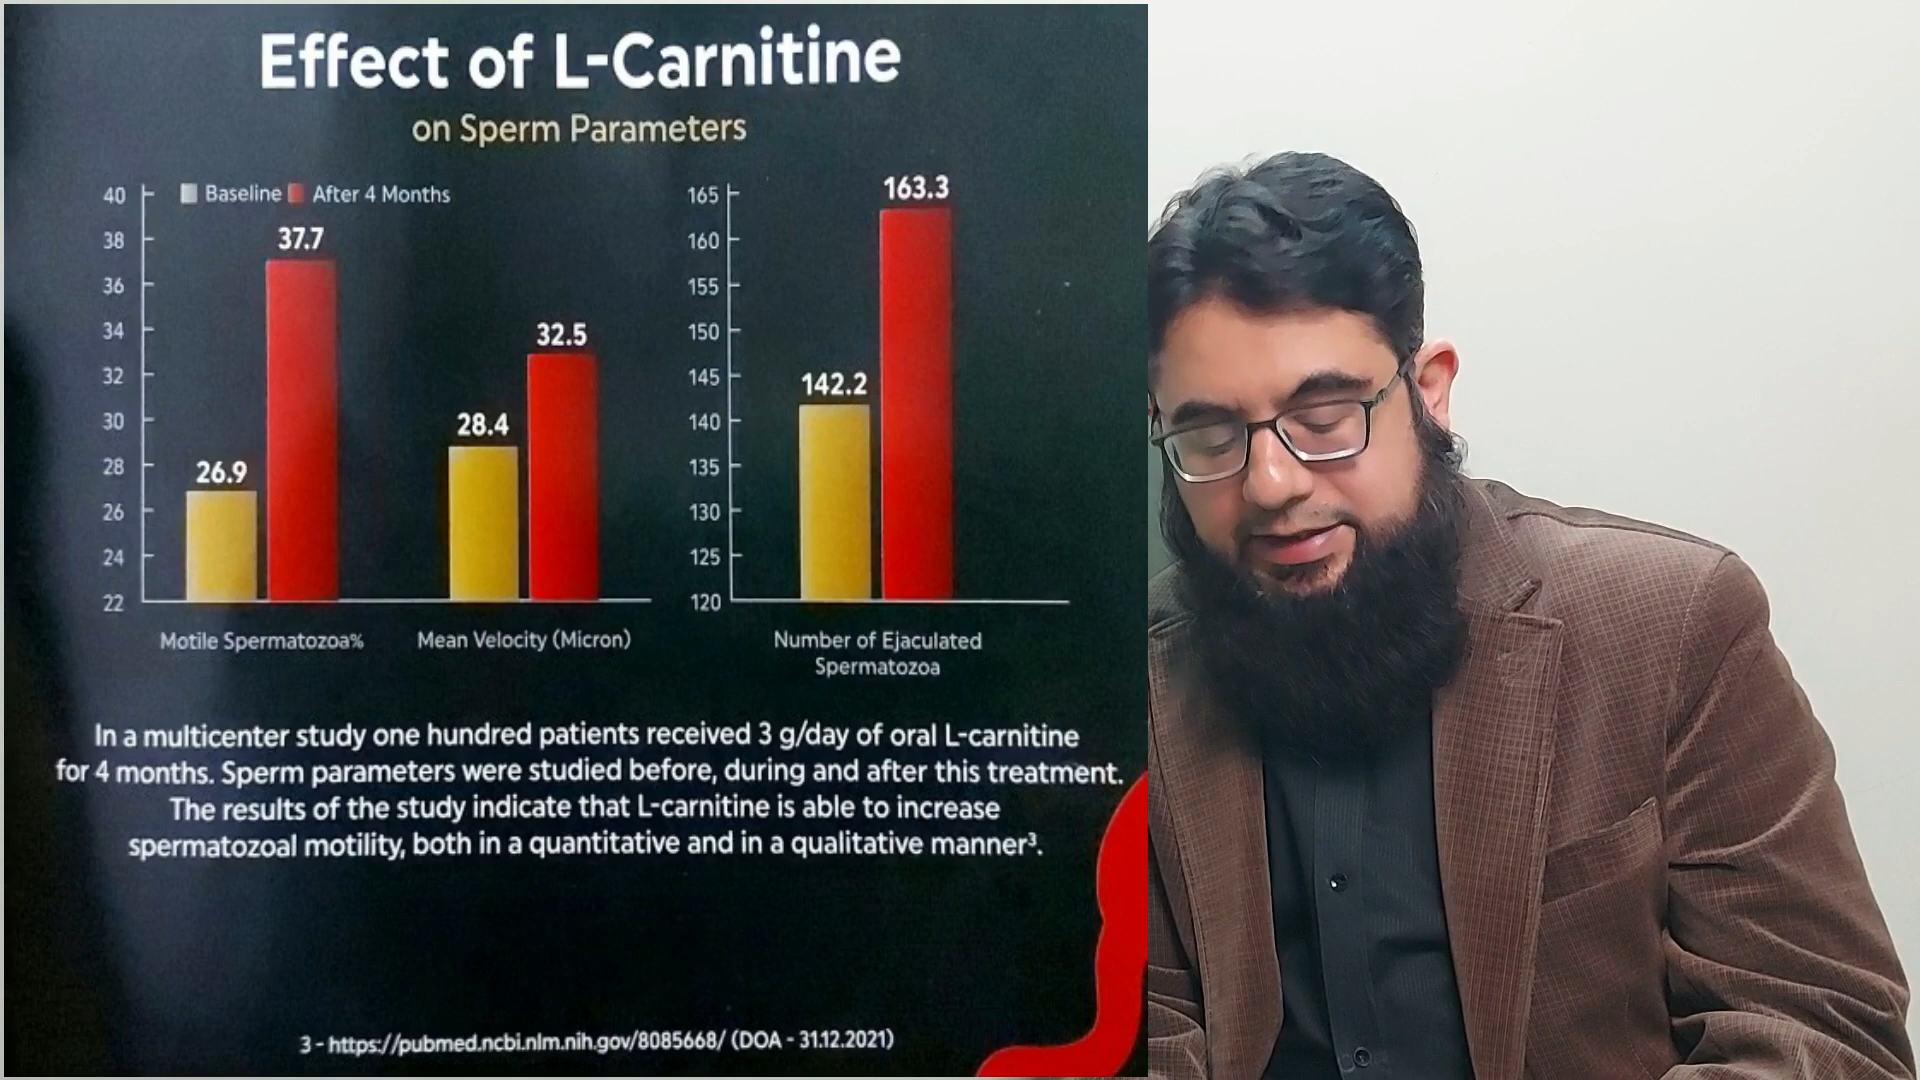 Effect of L-Carnitine
on Sperm Parameters
Baseline After 4 Months
40
38
36
34
32
30
28
26
24
22
26.9
37.7
28.4
32.5
Motile Spermatozoa%
Mean Velocity (Micron)
165
160
155
150
145
140
135
130
125
120
142.2
163.3
Number of Ejaculated
Spermatozoa
In a multicenter study one hundred patients received 3 g/day of oral L-carnitine
for 4 months. Sperm parameters were studied before, during and after this treatment.
The results of the study indicate that L-carnitine is able to increase
spermatozoal motility, both in a quantitative and in a qualitative manner³.
3 - https://pubmed.ncbi.nlm.nih.gov/8085668/ (DOA - 31.12.2021)